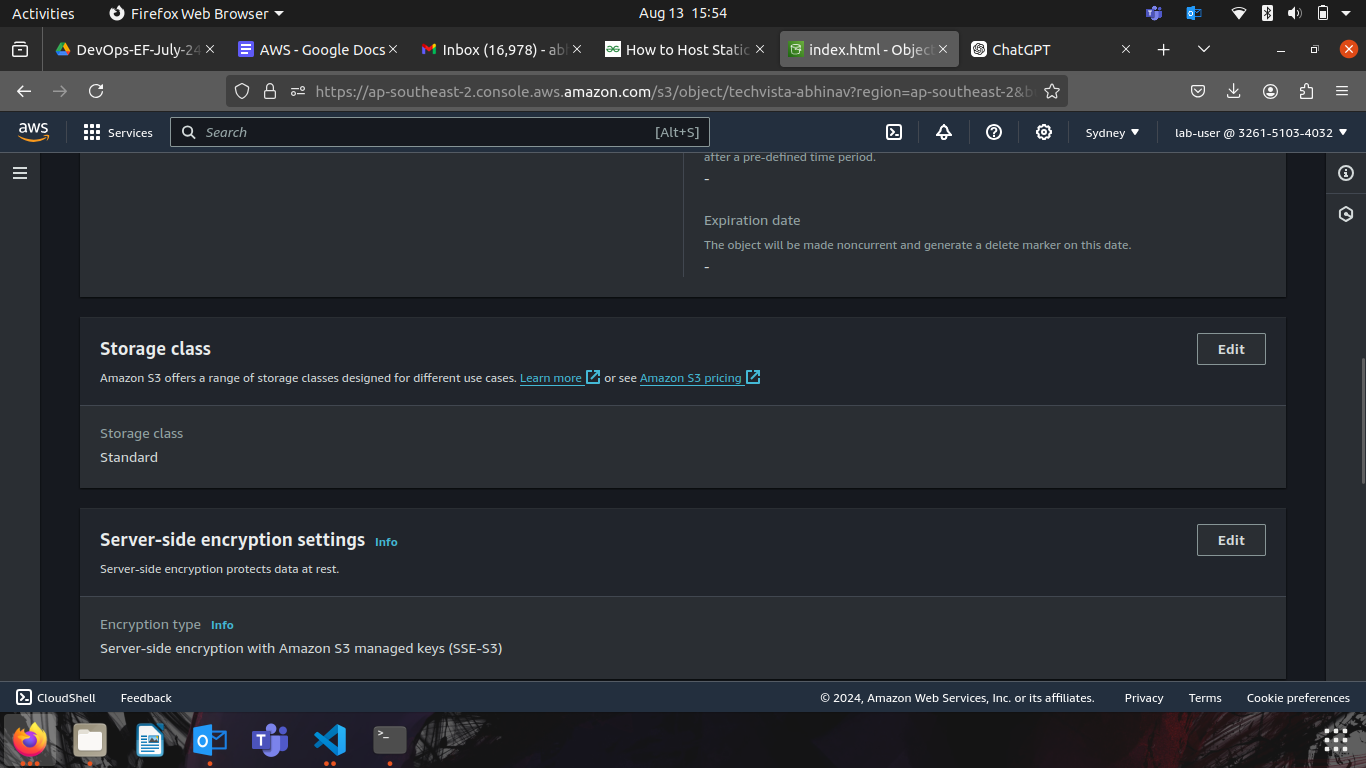 Activities
Firefox Web Browser
Aug 13 15:54
DevOps-EF-July-24
AWS - Google Docs
Inbox (16,978) - abl
How to Host Static
index.html - Object
ChatGPT
https://ap-southeast-2.console.aws.amazon.com/s3/object/techvista-abhinav?region=ap-southeast-2&b
aws
Services
Search
[Alt+S]
Sydney
lab-user @ 3261-5103-4032
after a pre-defined time period.
-
Expiration date
The object will be made noncurrent and generate a delete marker on this date.
-
Storage class
Edit
Amazon S3 offers a range of storage classes designed for different use cases. Learn more or see Amazon S3 pricing
Storage class
Standard
Server-side encryption settings Info
Edit
Server-side encryption protects data at rest.
Encryption type Info
Server-side encryption with Amazon S3 managed keys (SSE-S3)
CloudShell
Feedback
© 2024, Amazon Web Services, Inc. or its affiliates.
Privacy
Terms
Cookie preferences